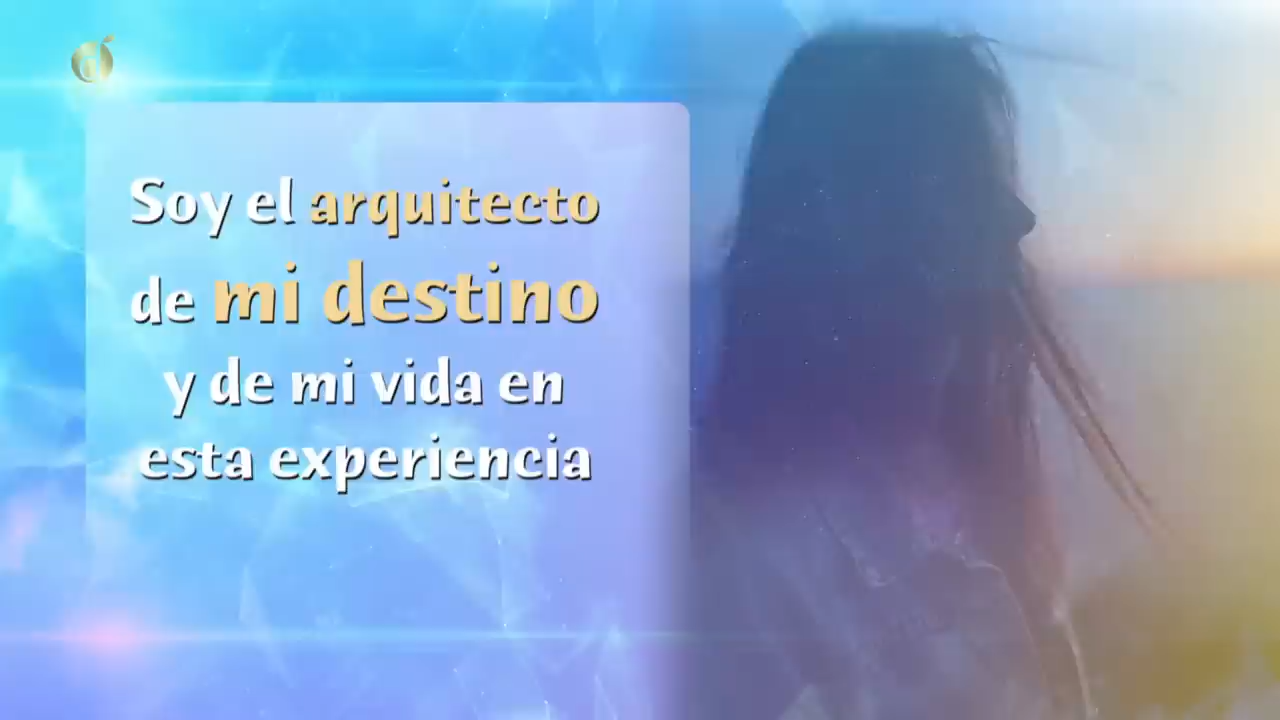 Soy el arquitecto
de mi destino
y de mi vida en
esta experiencia